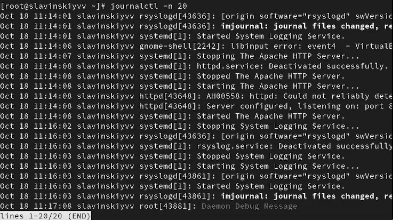 [root@slavinskiyvv ~]# journalctl -n 20
Oct 18 11:14:01 slavinskiyvv rsyslogd[43636]: [origin software="rsyslogd" swVersic
Oct 18 11:14:01 slavinskiyvv rsyslogd[43636]: imjournal: journal files changed, re
Oct 18 11:14:01 slavinskiyvv systemd[1]: Started System Logging Service.
Oct 18 11:14:06 slavinskiyvv gnome-shell[2242]: libinput error: event4 - VirtualB
Oct 18 11:14:07 slavinskiyvv systemd[1]: Stopping The Apache HTTP Server...
Oct 18 11:14:08 slavinskiyvv systemd[1]: httpd.service: Deactivated successfully.
Oct 18 11:14:08 slavinskiyvv systemd[1]: Stopped The Apache HTTP Server.
Oct 18 11:14:08 slavinskiyvv systemd[1]: Starting The Apache HTTP Server...
Oct 18 11:14:08 slavinskiyvv httpd[43648]: AH00558: httpd: Could not reliably dete
Oct 18 11:14:08 slavinskiyvv httpd[43648]: Server configured, listening on: port 8
Oct 18 11:14:08 slavinskiyvv systemd[1]: Started The Apache HTTP Server.
Oct 18 11:16:02 slavinskiyvv systemd[1]: Stopping System Logging Service...
Oct 18 11:16:03 slavinskiyvv rsyslogd[43636]: [origin software="rsyslogd" swVersic
Oct 18 11:16:03 slavinskiyvv systemd[1]: rsyslog.service: Deactivated successfully
Oct 18 11:16:03 slavinskiyvv systemd[1]: Stopped System Logging Service.
Oct 18 11:16:03 slavinskiyvv systemd[1]: Starting System Logging Service...
Oct 18 11:16:03 slavinskiyvv rsyslogd[43861]: [origin software="rsyslogd" swVersic
Oct 18 11:16:03 slavinskiyvv systemd[1]: Started System Logging Service.
Oct 18 11:16:03 slavinskiyvv rsyslogd[43861]: imjournal: journal files changed, re
Oct 18 11:17:08 slavinskiyvv root[43881]: Daemon Debug Message
lines 1-20/20 (END)